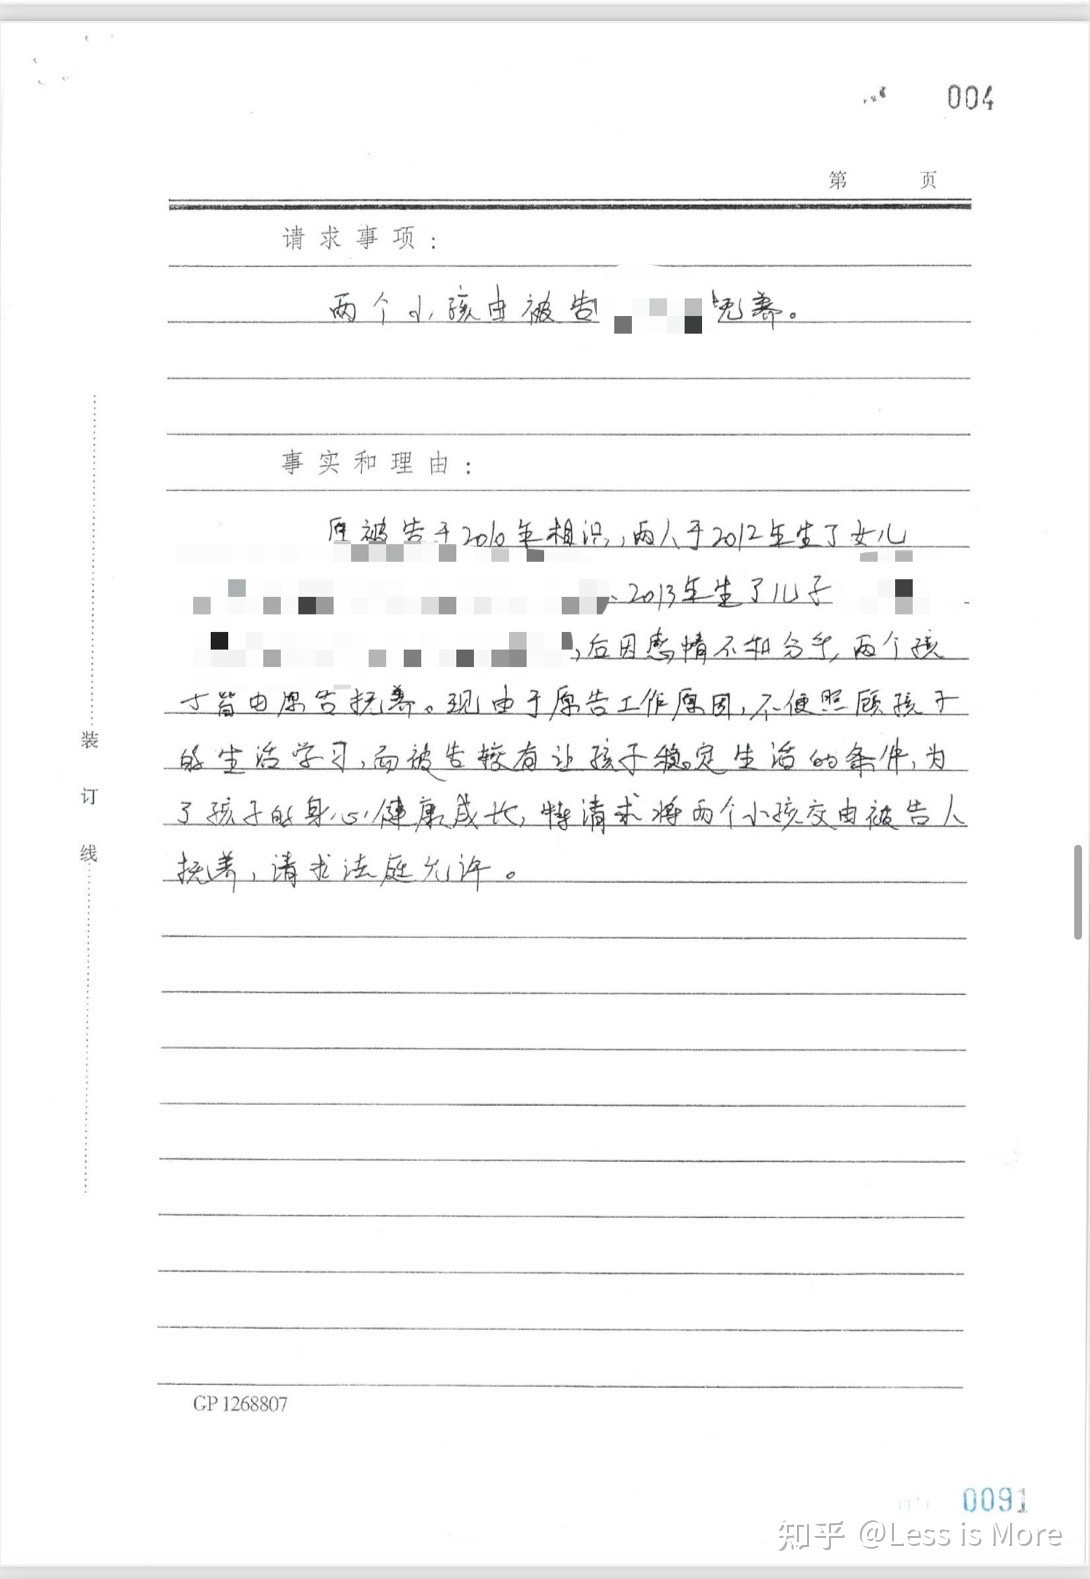 004
第 页
请求事项：
两个小孩由被告 抚养。
事实和理由：
原被告于2010年相识，两人于2012年生了女儿
、2013年生了儿子
，后因感情不和分手，两个孩
子皆由原告抚养。现由于原告工作原因，不便照顾孩子
的生活学习，而被告较有让孩子稳定生活的条件，为
了孩子的身心健康成长，特请求将两个小孩交由被告人
抚养，请求法庭允许。
装
订
线
GP 1268807
0091
知乎 @Less is More